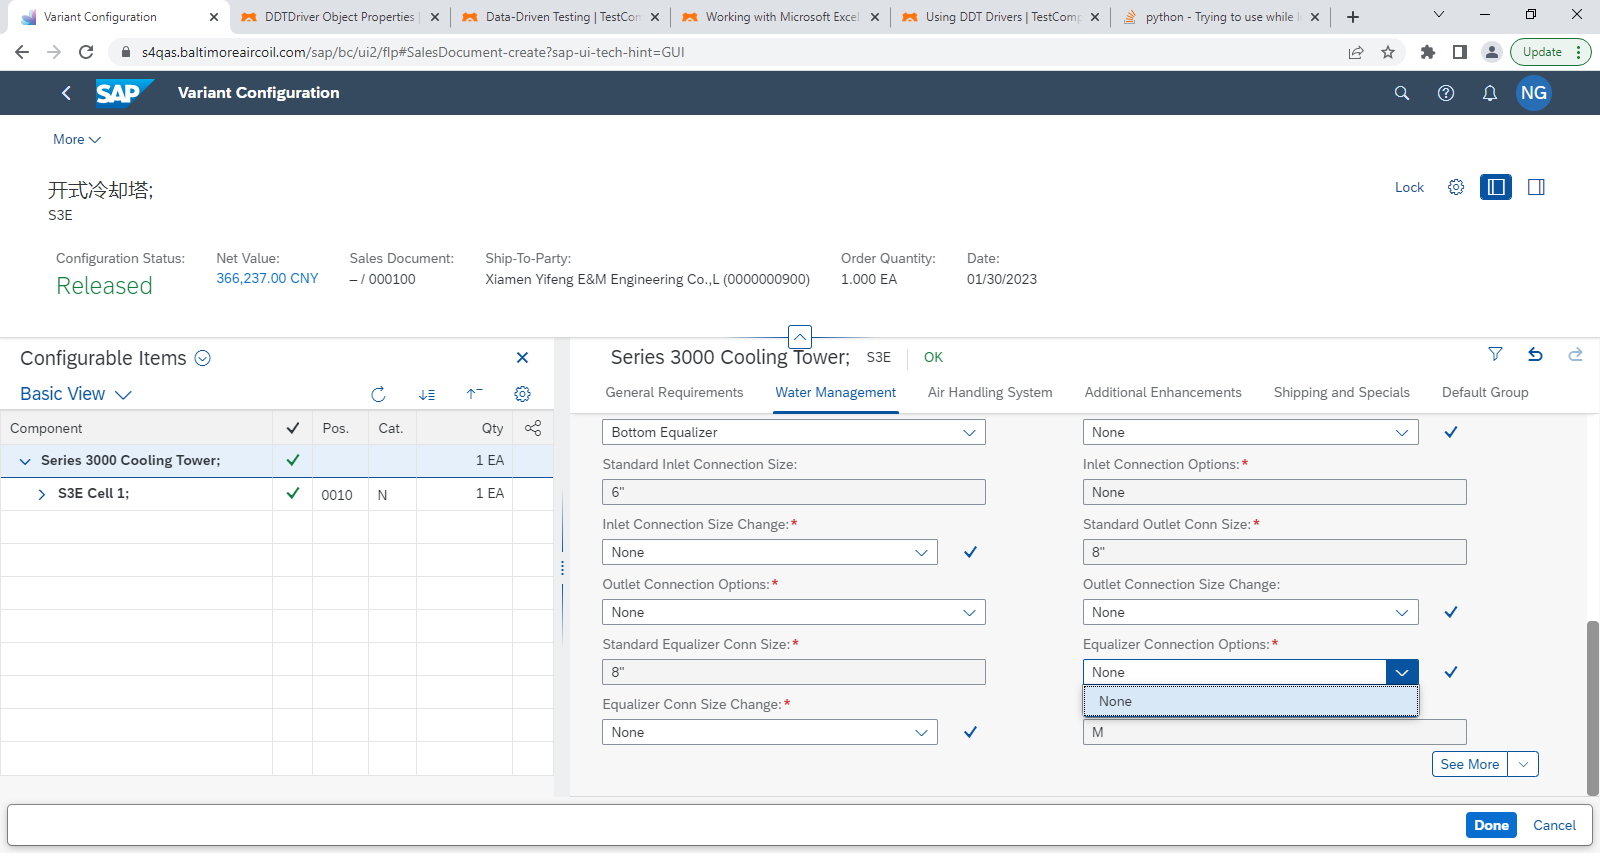 Variant Configuration
DDTDriver Object Properties
Data-Driven Testing | TestCom
Working with Microsoft Excel
Using DDT Drivers | TestComp
python - Trying to use while l
s4qas.baltimoreaircoil.com/sap/bc/ui2/flp#SalesDocument-create?sap-ui-tech-hint=GUI
Update
SAP
Variant Configuration
NG
More
开式冷却塔;
S3E
Lock
Configuration Status:
Released
Net Value:
366,237.00 CNY
Sales Document:
– / 000100
Ship-To-Party:
Xiamen Yifeng E&M Engineering Co.,L (0000000900)
Order Quantity:
1.000 EA
Date:
01/30/2023
Configurable Items
Basic View
Component Pos. Cat. Qty
Series 3000 Cooling Tower; 1 EA
S3E Cell 1; 0010 N 1 EA
Series 3000 Cooling Tower; S3E OK
General Requirements Water Management Air Handling System Additional Enhancements Shipping and Specials Default Group
Bottom Equalizer
None
Standard Inlet Connection Size:
6"
Inlet Connection Options:*
None
Inlet Connection Size Change:*
None
Standard Outlet Conn Size:*
8"
Outlet Connection Options:*
None
Outlet Connection Size Change:
None
Standard Equalizer Conn Size:*
8"
Equalizer Connection Options:*
None
None
Equalizer Conn Size Change:*
None
M
See More
Done
Cancel